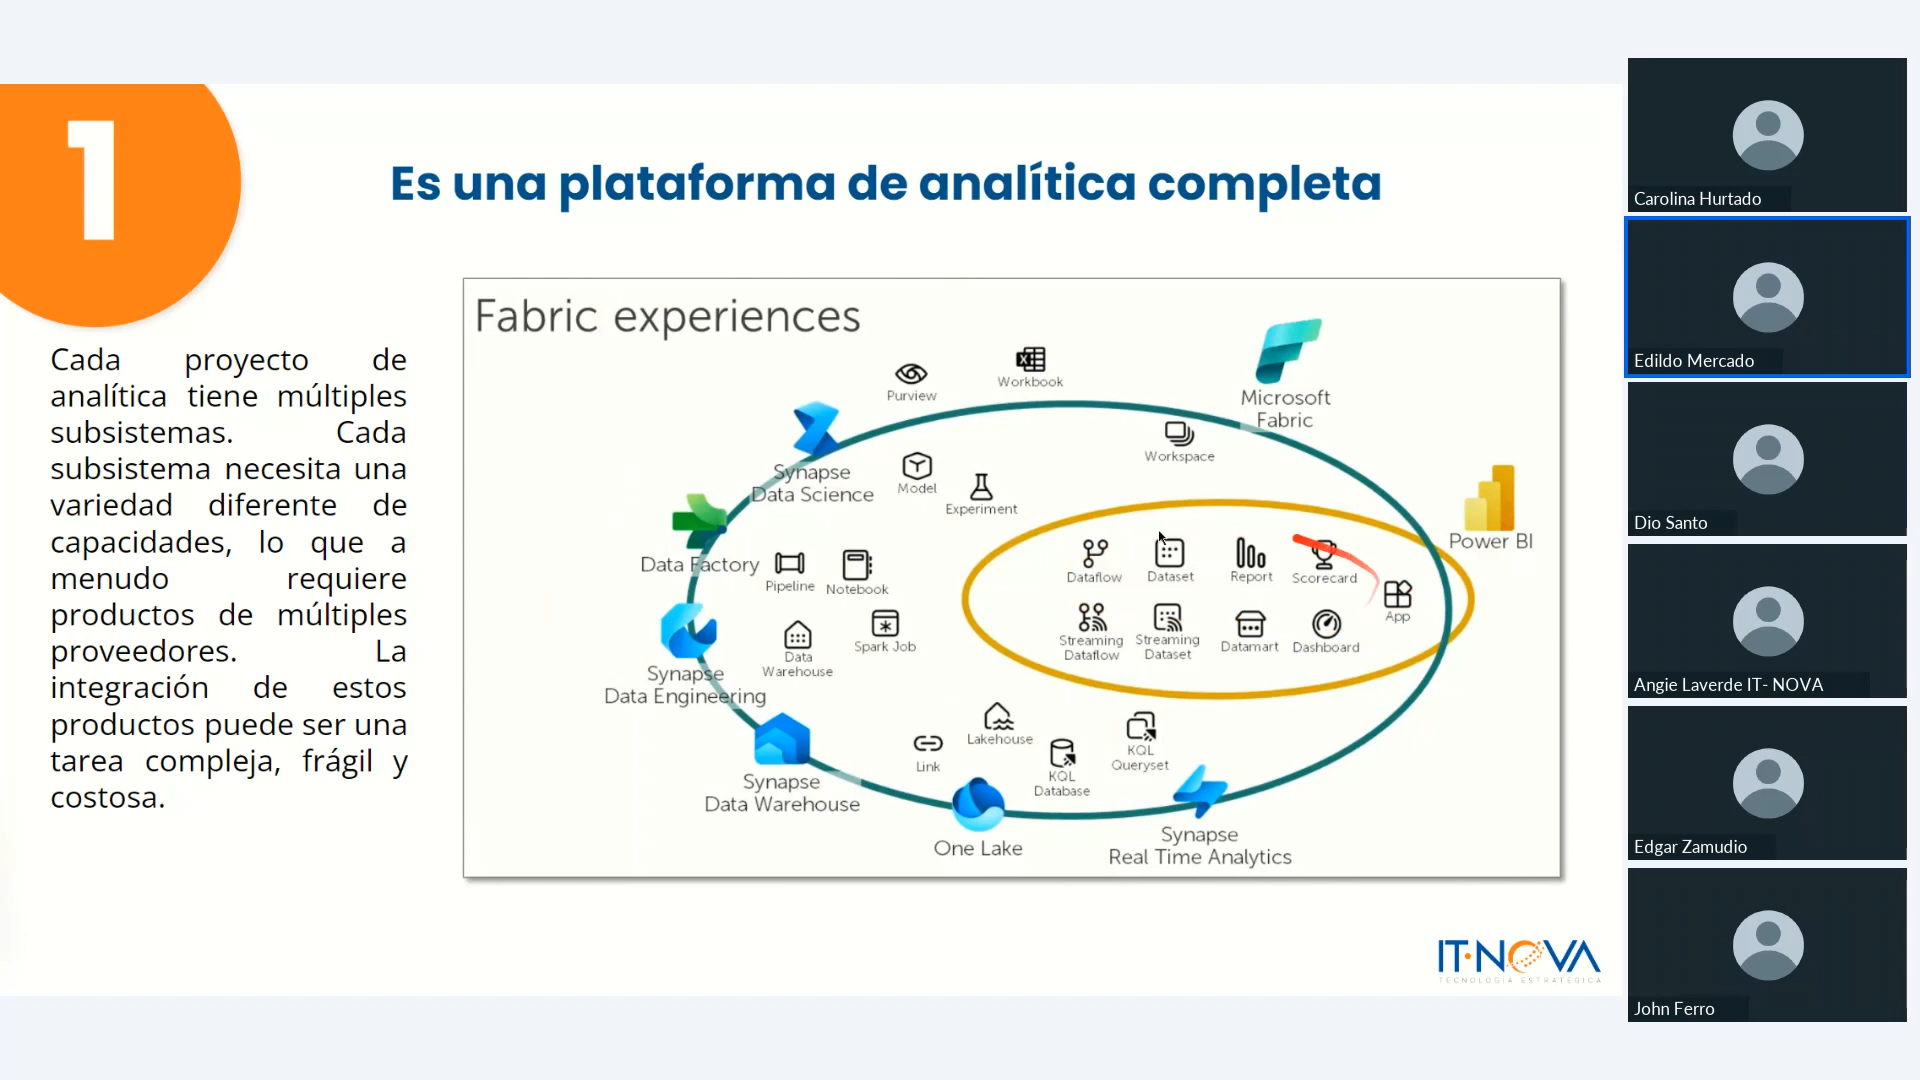 1
Es una plataforma de analítica completa
Cada proyecto de
analítica tiene múltiples
subsistemas. Cada
subsistema necesita una
variedad diferente de
capacidades, lo que a
menudo requiere
productos de múltiples
proveedores. La
integración de estos
productos puede ser una
tarea compleja, frágil y
costosa.
Fabric experiences
Purview
Workbook
Microsoft
Fabric
Workspace
Synapse
Data Science
Model
Experiment
Power BI
Data Factory
Pipeline
Notebook
Dataflow
Dataset
Report
Scorecard
App
Synapse
Data Engineering
Data
Warehouse
Spark Job
Streaming
Dataflow
Streaming
Dataset
Datamart
Dashboard
Synapse
Data Warehouse
Link
Lakehouse
KQL
Database
KQL
Queryset
One Lake
Synapse
Real Time Analytics
IT·NOVA
TECNOLOGÍA ESTRATÉGICA
Carolina Hurtado
Edildo Mercado
Dio Santo
Angie Laverde IT- NOVA
Edgar Zamudio
John Ferro